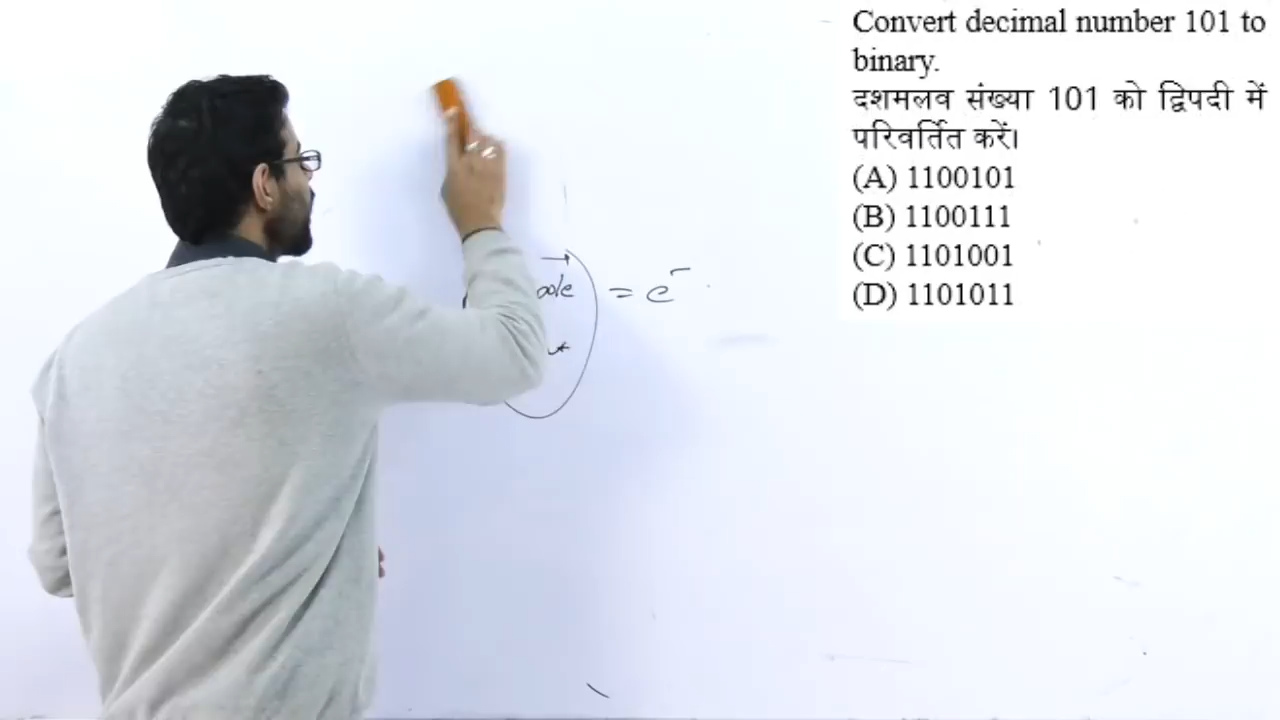 Convert decimal number 101 to
binary.
दशमलव संख्या 101 को द्विपदी में
परिवर्तित करें।
(A) 1100101
(B) 1100111
(C) 1101001
(D) 1101011
= e⁻